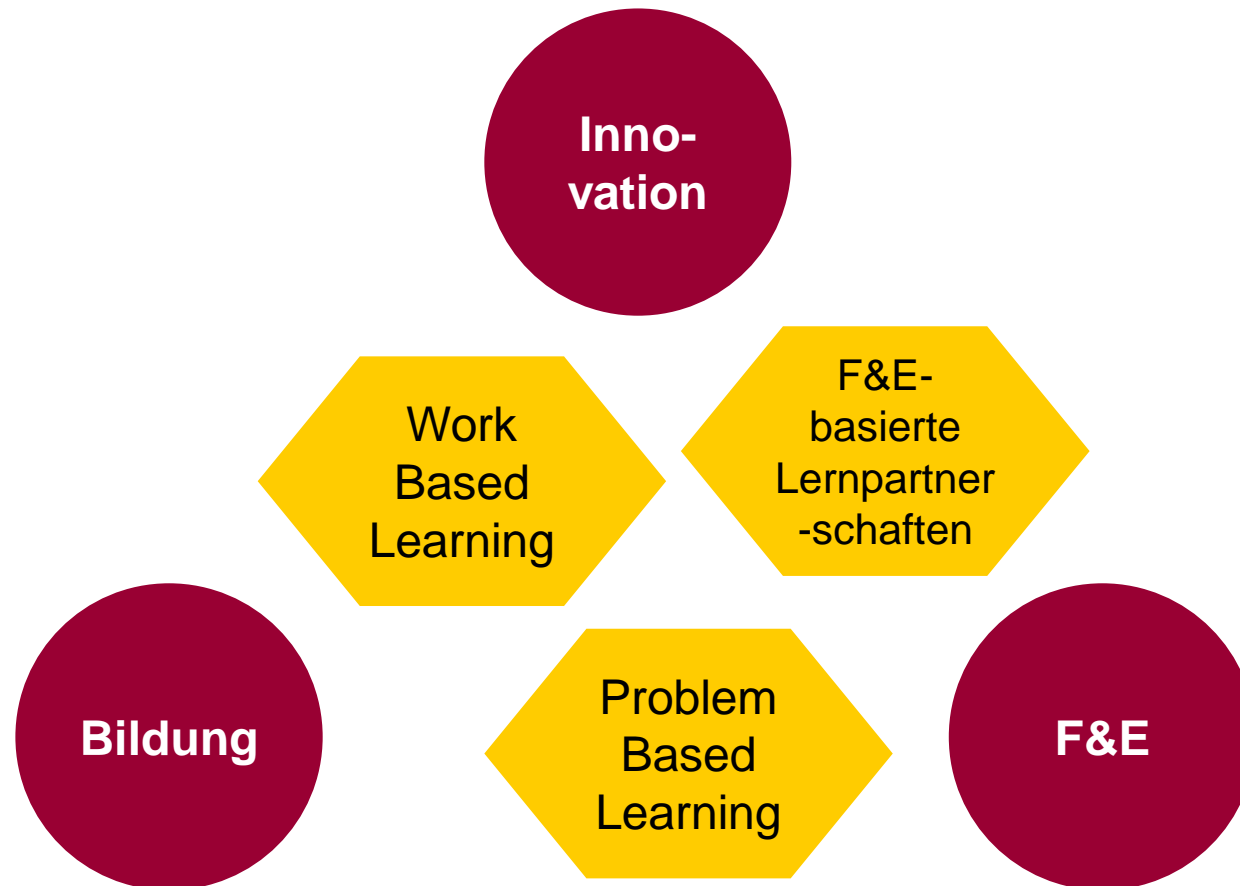 Inno-
vation
Work
Based
Learning
F&E-
basierte
Lernpartner
-schaften
Bildung
Problem
Based
Learning
F&E